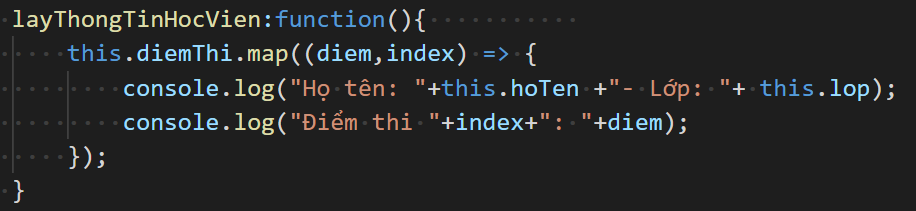 layThongTinHocVien:function(){
this.diemThi.map((diem,index) => {
console.log("Họ tên: "+this.hoTen +"- Lớp: "+ this.lop);
console.log("Điểm thi "+index+": "+diem);
});
}